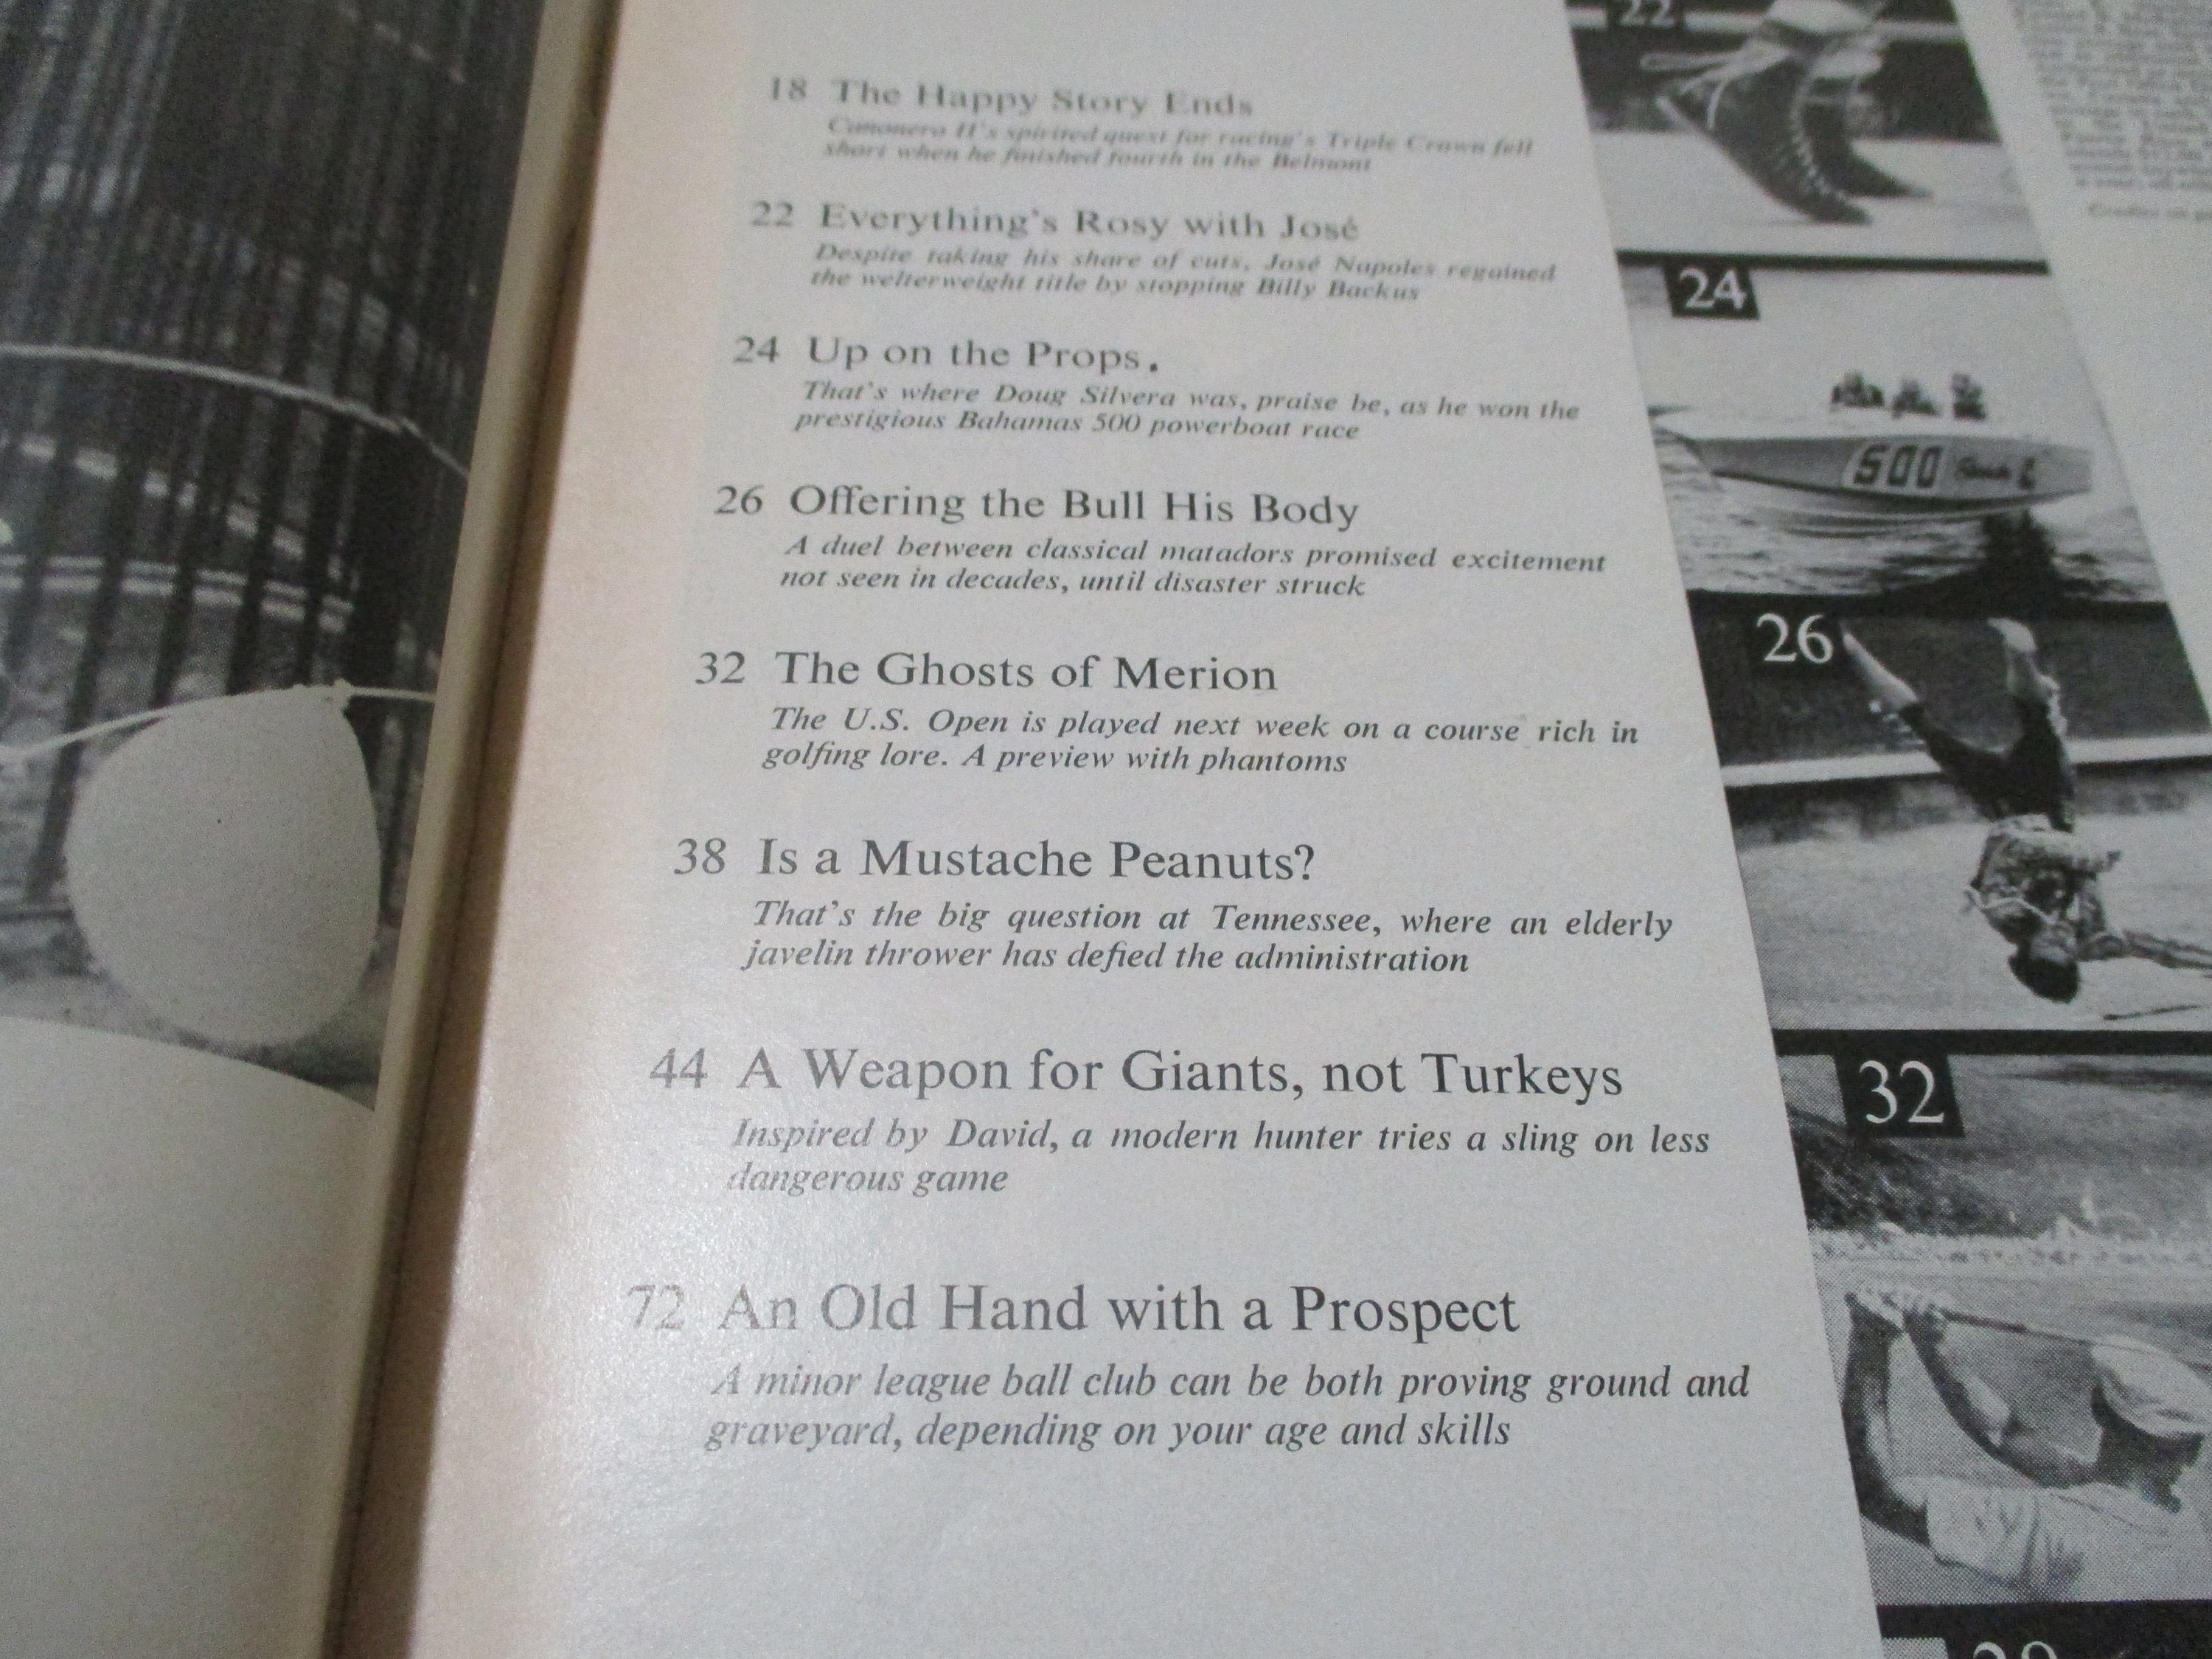 18 The Happy Story Ends
Canonero II's spirited quest for racing's Triple Crown fell
short when he finished fourth in the Belmont
22 Everything's Rosy with José
Despite taking his share of cuts, José Napoles regained
the welterweight title by stopping Billy Backus
24 Up on the Props.
That's where Doug Silvera was, praise be, as he won the
prestigious Bahamas 500 powerboat race
26 Offering the Bull His Body
A duel between classical matadors promised excitement
not seen in decades, until disaster struck
32 The Ghosts of Merion
The U.S. Open is played next week on a course rich in
golfing lore. A preview with phantoms
38 Is a Mustache Peanuts?
That's the big question at Tennessee, where an elderly
javelin thrower has defied the administration
44 A Weapon for Giants, not Turkeys
Inspired by David, a modern hunter tries a sling on less
dangerous game
72 An Old Hand with a Prospect
A minor league ball club can be both proving ground and
graveyard, depending on your age and skills
22
24
500
26
32